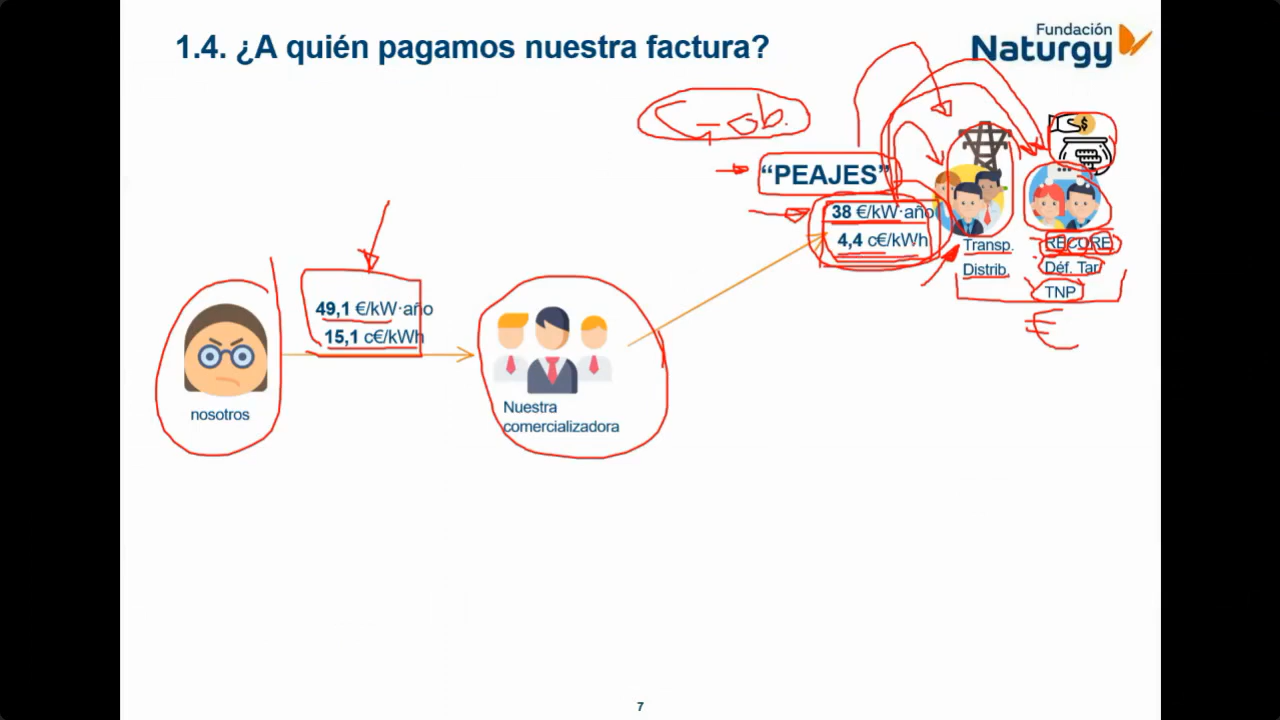 1.4. ¿A quién pagamos nuestra factura?
Fundación
Naturgy
Gob.
“PEAJES”
38 €/kW·año
4,4 c€/kWh
Transp.
Distrib.
RECORE
Déf. Tar
TNP
€
49,1 €/kW·año
15,1 c€/kWh
nosotros
Nuestra
comercializadora
7